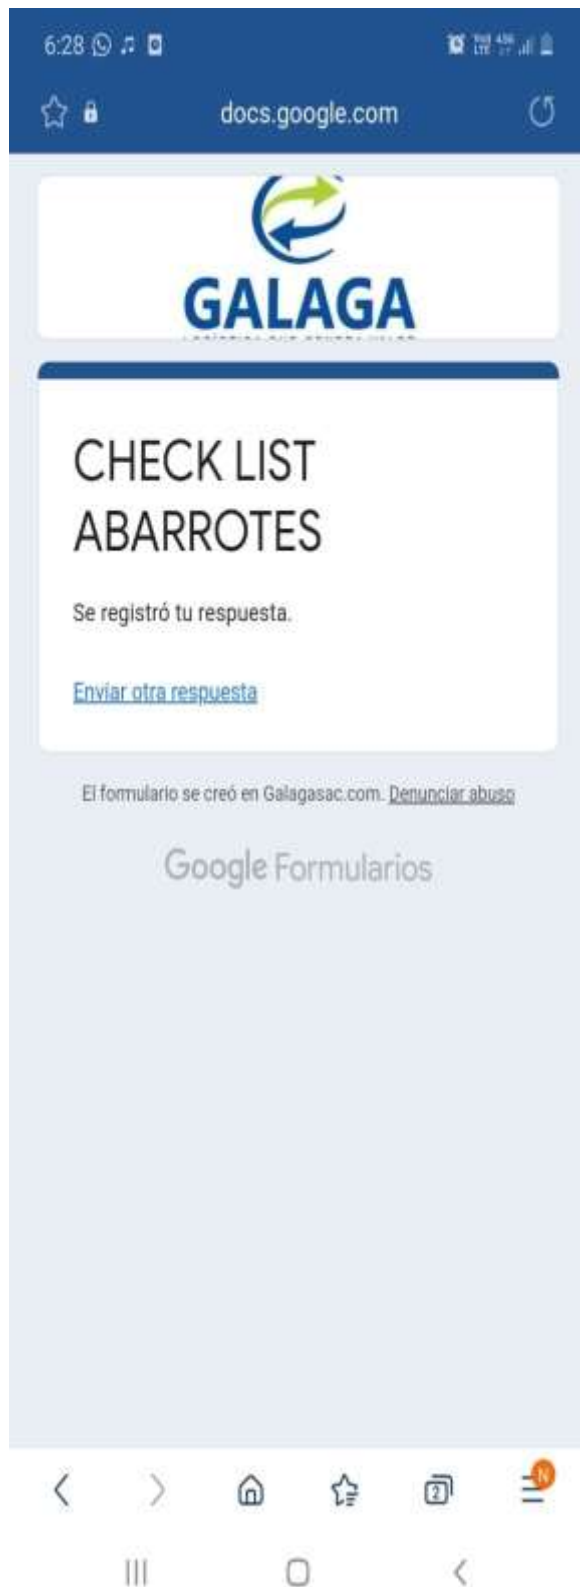 6:28
docs.google.com
GALAGA
CHECK LIST
ABARROTES
Se registró tu respuesta.
Enviar otra respuesta
El formulario se creó en Galagasac.com. Denunciar abuso
Google Formularios
2
N